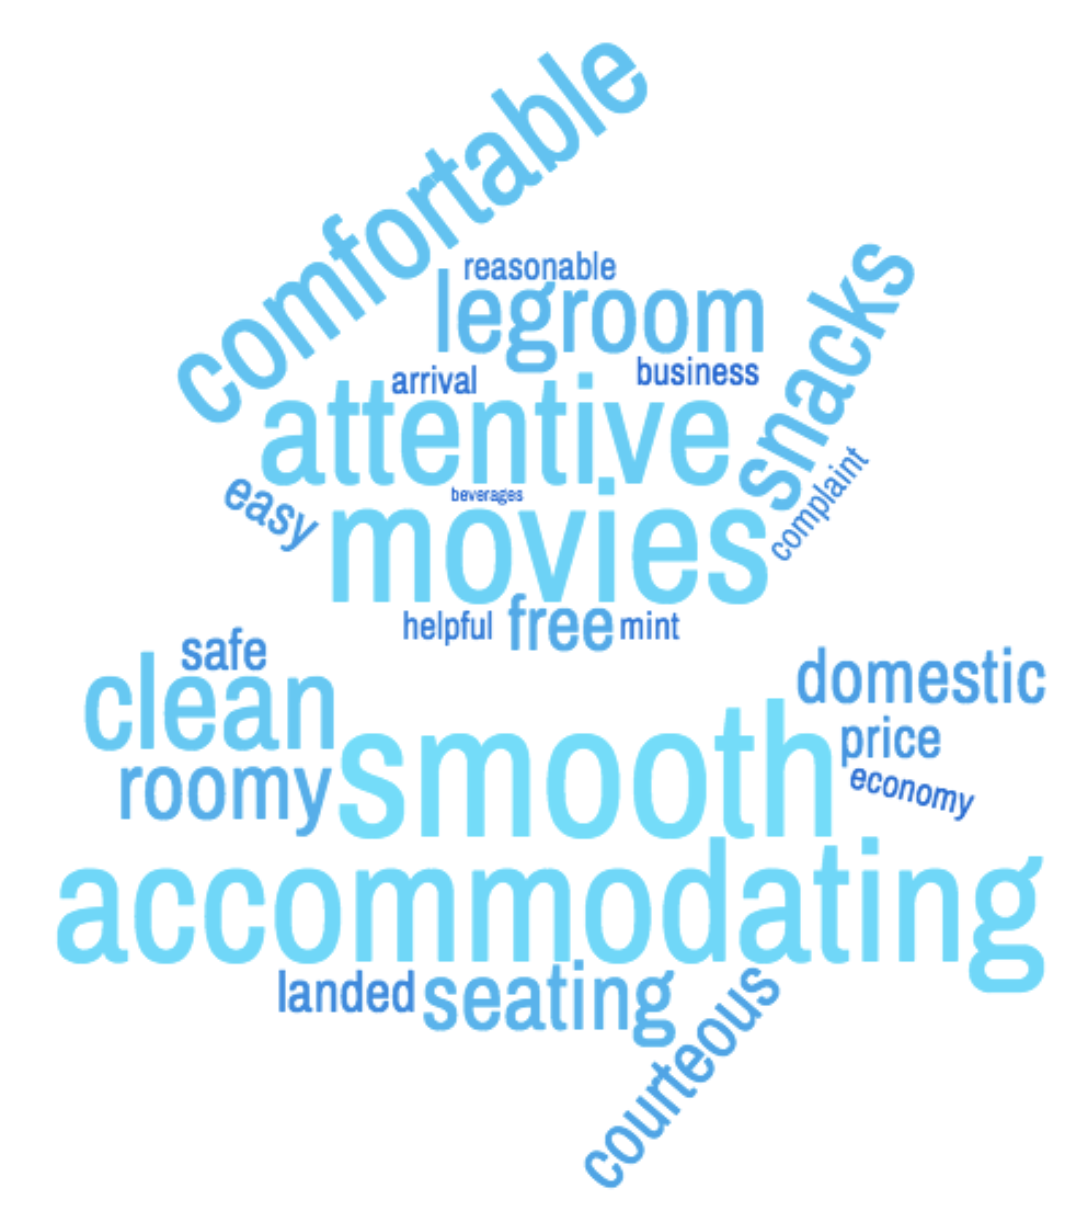 comfortable
reasonable
legroom
snacks
arrival
business
attentive
complaint
easy
beverages
movies
helpful
free
mint
safe
domestic
clean
smooth
price
roomy
economy
accommodating
landed
seating
courteous